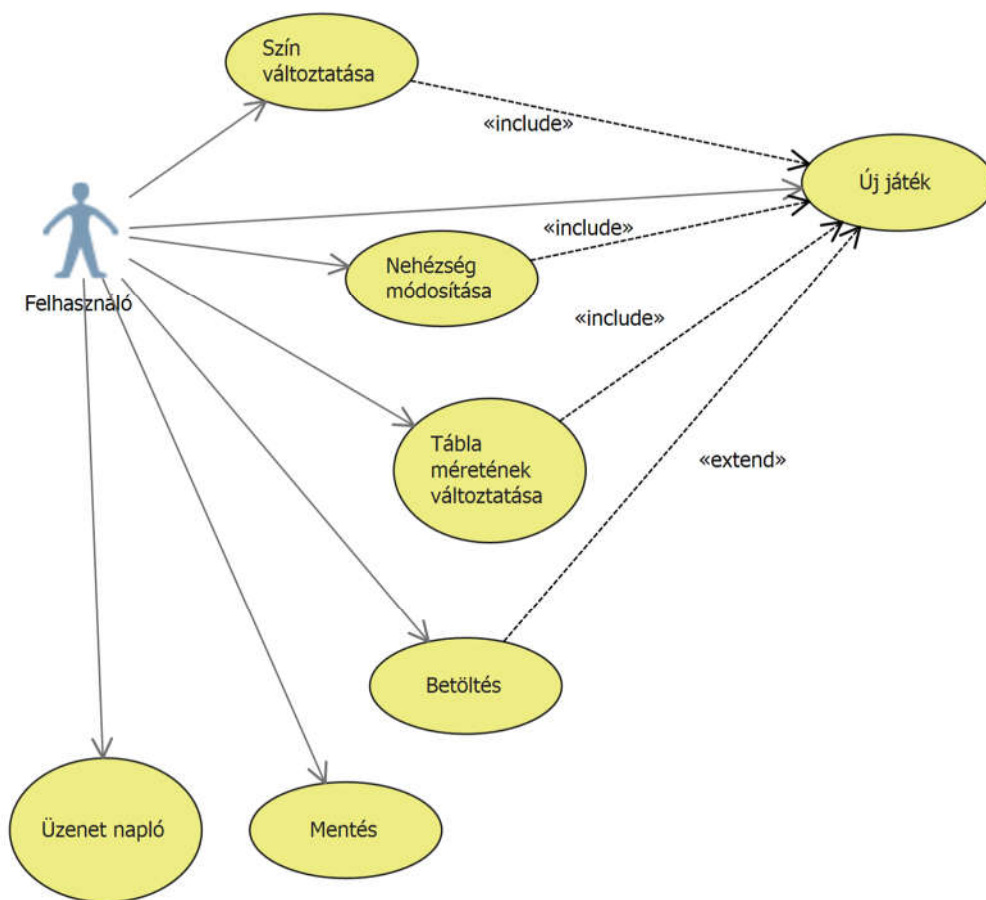 Szín
változtatása
«include»
Új játék
«include»
Nehézség
módosítása
Felhasználó
«include»
Tábla
méretének
változtatása
«extend»
Betöltés
Üzenet napló
Mentés